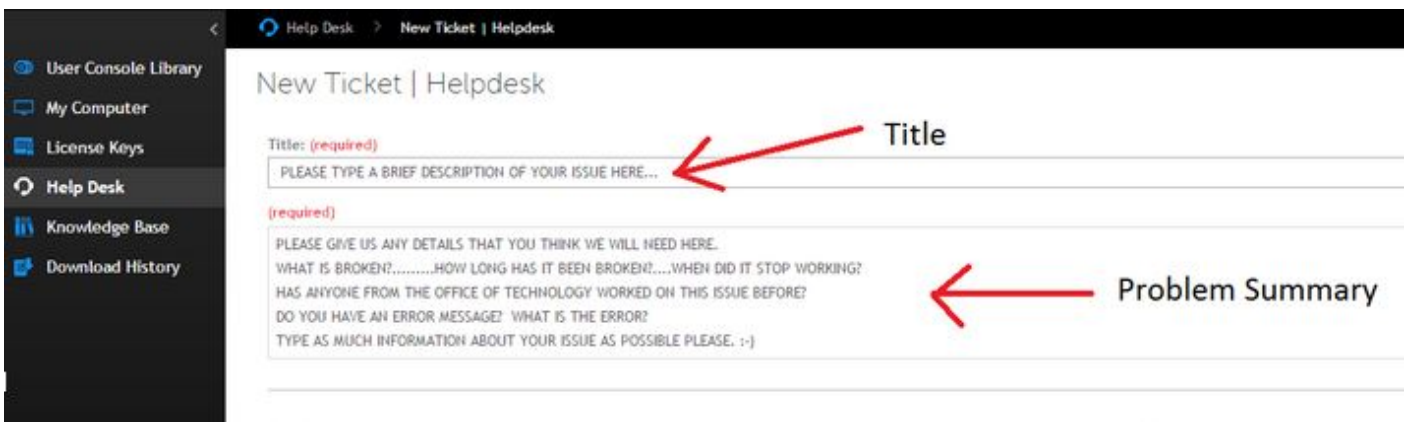 <
Help Desk > New Ticket | Helpdesk
User Console Library
My Computer
License Keys
Help Desk
Knowledge Base
Download History
New Ticket | Helpdesk
Title: (required)
Title
PLEASE TYPE A BRIEF DESCRIPTION OF YOUR ISSUE HERE...
(required)
PLEASE GIVE US ANY DETAILS THAT YOU THINK WE WILL NEED HERE.
WHAT IS BROKEN?.........HOW LONG HAS IT BEEN BROKEN?....WHEN DID IT STOP WORKING?
HAS ANYONE FROM THE OFFICE OF TECHNOLOGY WORKED ON THIS ISSUE BEFORE?
DO YOU HAVE AN ERROR MESSAGE? WHAT IS THE ERROR?
TYPE AS MUCH INFORMATION ABOUT YOUR ISSUE AS POSSIBLE PLEASE. :-)
Problem Summary